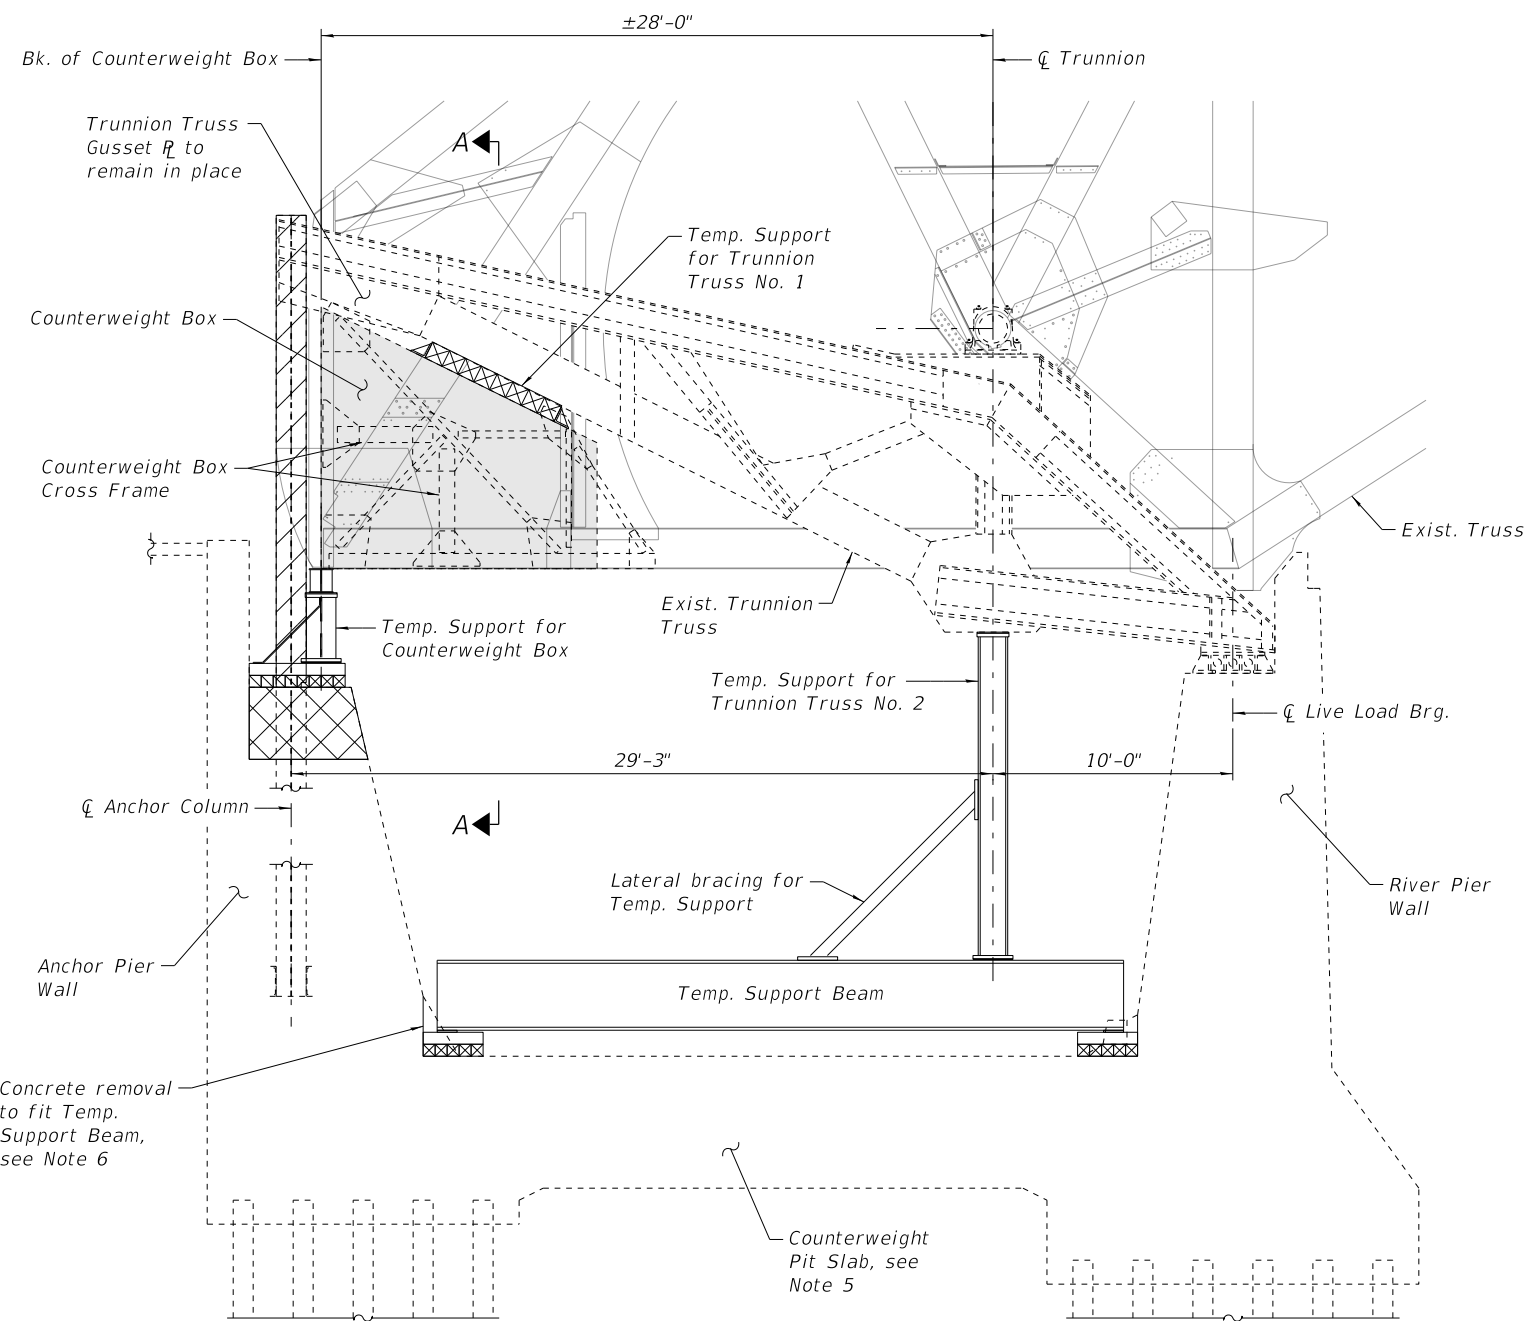 ±28'-0"
Bk. of Counterweight Box
℄ Trunnion
Trunnion Truss
Gusset ⅊ to
remain in place
A
Temp. Support
for Trunnion
Truss No. 1
Counterweight Box
Counterweight Box
Cross Frame
Exist. Truss
Exist. Trunnion
Truss
Temp. Support for
Counterweight Box
Temp. Support for
Trunnion Truss No. 2
℄ Live Load Brg.
29'-3"
10'-0"
℄ Anchor Column
A
Lateral bracing for
Temp. Support
River Pier
Wall
Anchor Pier
Wall
Temp. Support Beam
Concrete removal
to fit Temp.
Support Beam,
see Note 6
Counterweight
Pit Slab, see
Note 5